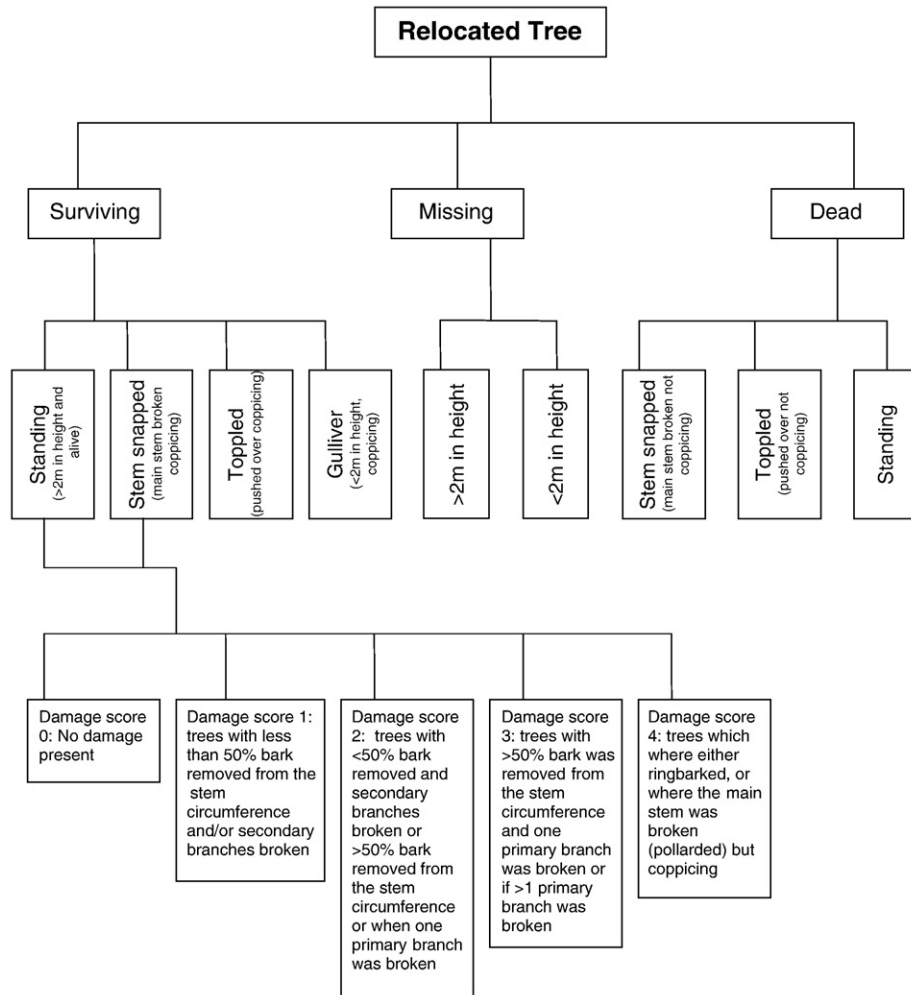 Relocated Tree
Surviving
Missing
Dead
Standing
(>2m in height and
alive)
Stem snapped
(main stem broken
coppicing)
Toppled
(pushed over coppicing)
Gulliver
(<2m in height,
coppicing)
>2m in height
<2m in height
Stem snapped
(main stem broken not
coppicing)
Toppled
(pushed over not
coppicing)
Standing
Damage score
0: No damage
present
Damage score 1:
trees with less
than 50% bark
removed from the
stem
circumference
and/or secondary
branches broken
Damage score
2: trees with
<50% bark
removed and
secondary
branches
broken or
>50% bark
removed from
the stem
circumference
or when one
primary branch
was broken
Damage score
3: trees with
>50% bark was
removed from
the stem
circumference
and one
primary branch
was broken or
if >1 primary
branch was
broken
Damage score
4: trees which
where either
ringbarked, or
where the main
stem was
broken
(pollarded) but
coppicing